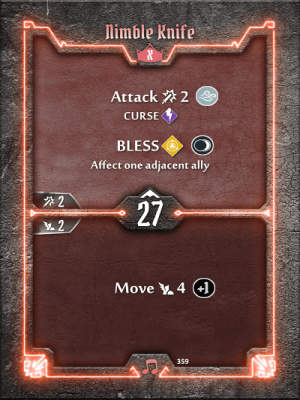 Nimble Knife
X
Attack 2
CURSE
BLESS
Affect one adjacent ally
2
27
2
Move 4 +1
359